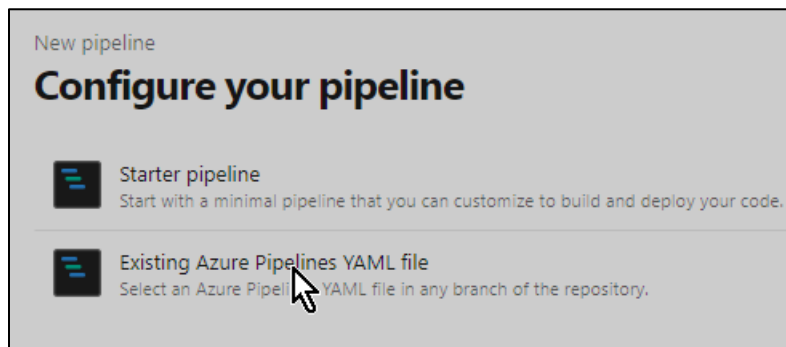 New pipeline
Configure your pipeline
Starter pipeline
Start with a minimal pipeline that you can customize to build and deploy your code.
Existing Azure Pipelines YAML file
Select an Azure Pipelines YAML file in any branch of the repository.